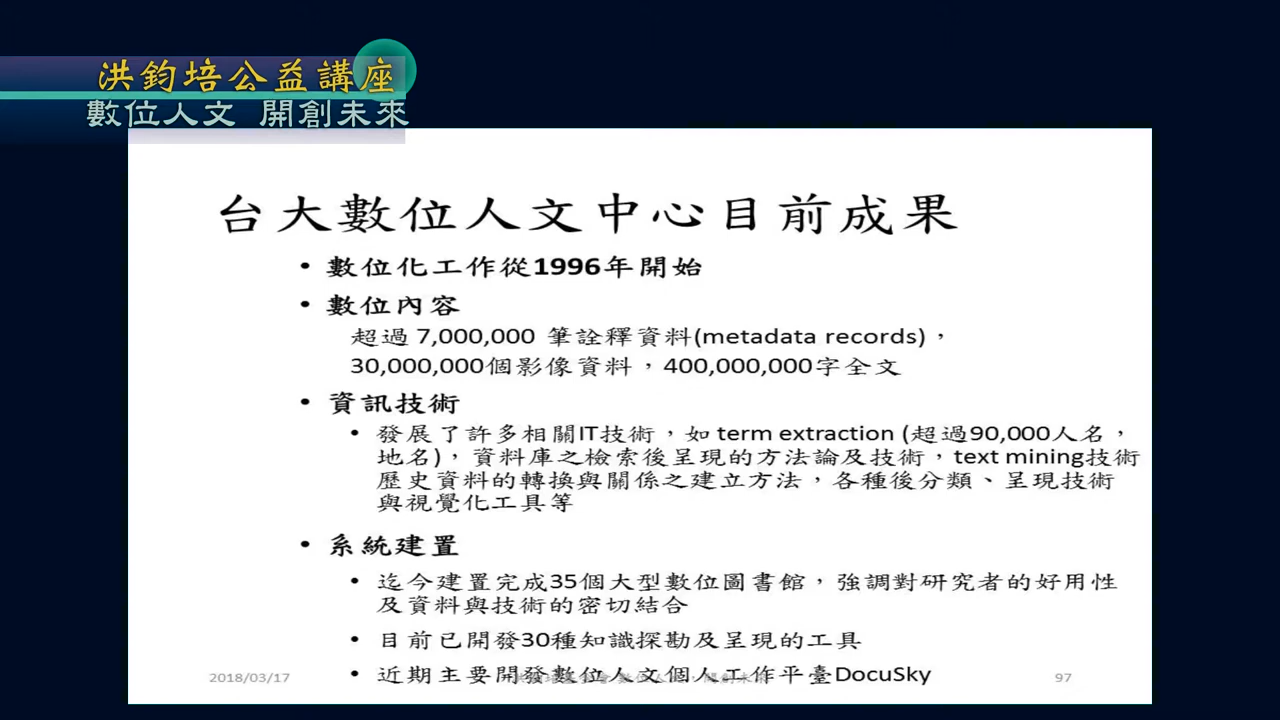 洪鈞培公益講座
數位人文 開創未來
台大數位人文中心目前成果
• 數位化工作從1996年開始
• 數位內容
超過 7,000,000 筆詮釋資料(metadata records)，
30,000,000個影像資料，400,000,000字全文
• 資訊技術
• 發展了許多相關IT技術，如 term extraction (超過90,000人名，
地名)，資料庫之檢索後呈現的方法論及技術，text mining技術
歷史資料的轉換與關係之建立方法，各種後分類、呈現技術
與視覺化工具等
• 系統建置
• 迄今建置完成35個大型數位圖書館，強調對研究者的好用性
及資料與技術的密切結合
• 目前已開發30種知識探勘及呈現的工具
• 近期主要開發數位人文個人工作平臺DocuSky
2018/03/17
97